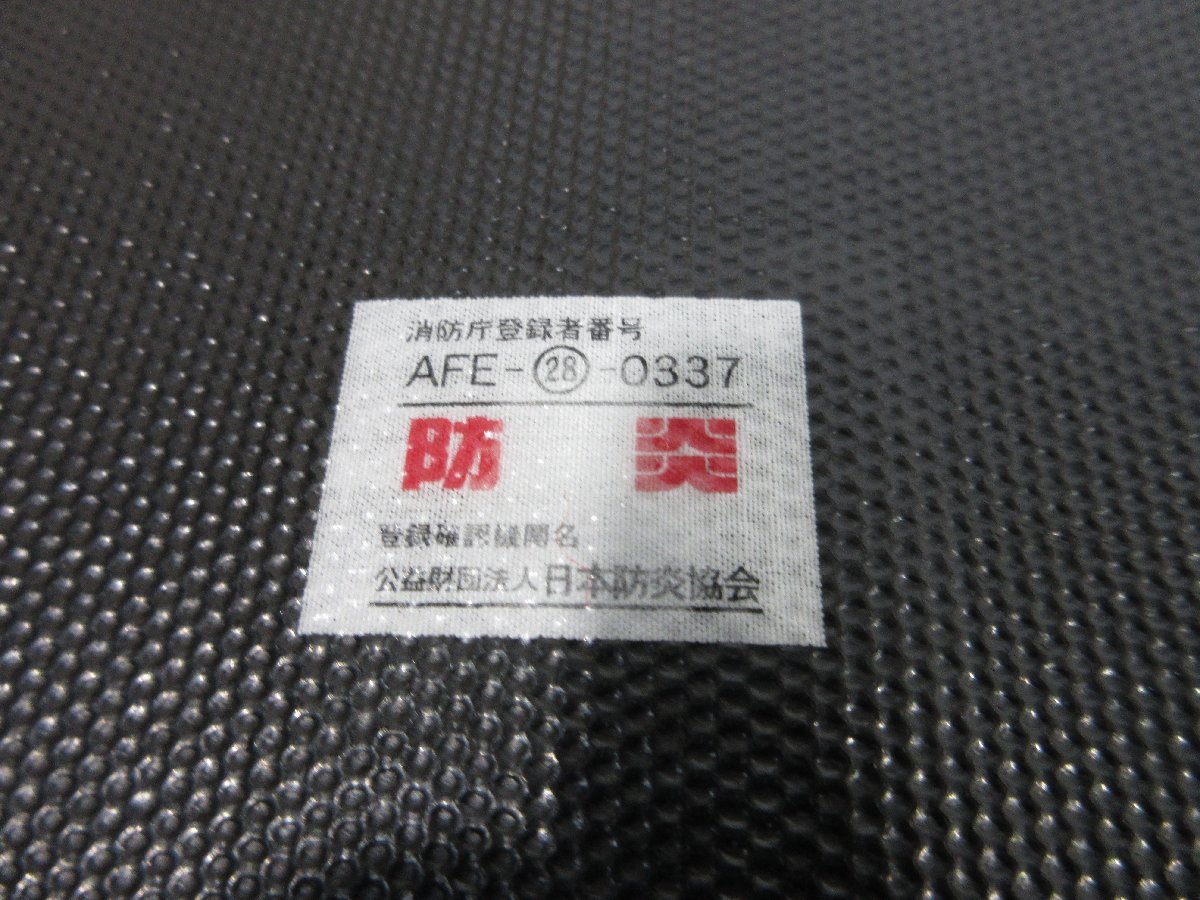 消防庁登録者番号
AFE-㉘-0337
防炎
登録確認機関名
公益財団法人 日本防炎協会